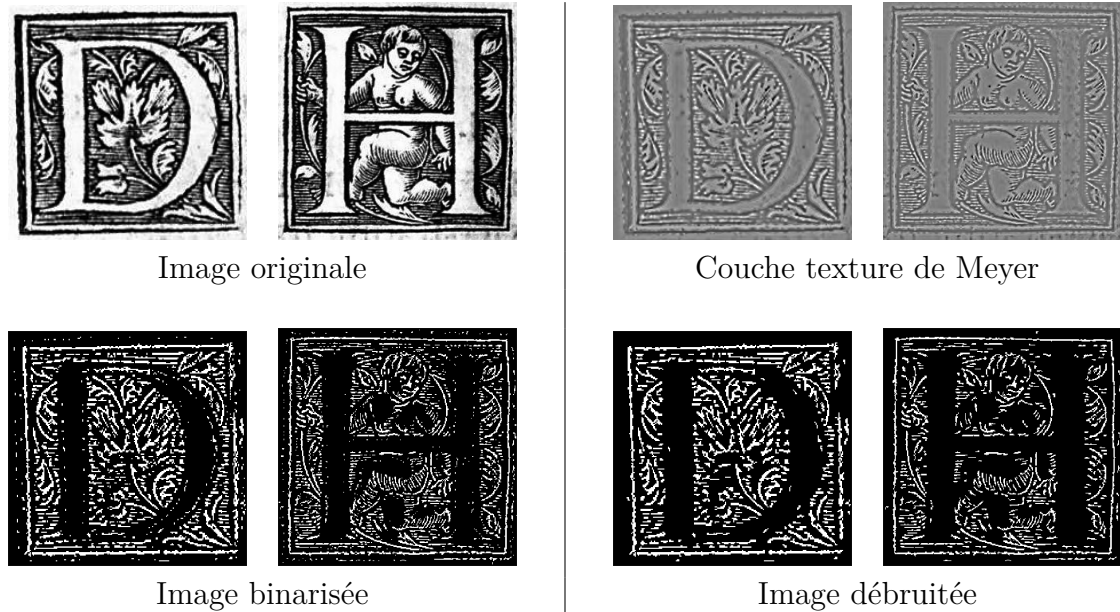 D H
Image originale
Couche texture de Meyer
Image binarisée
Image débruitée